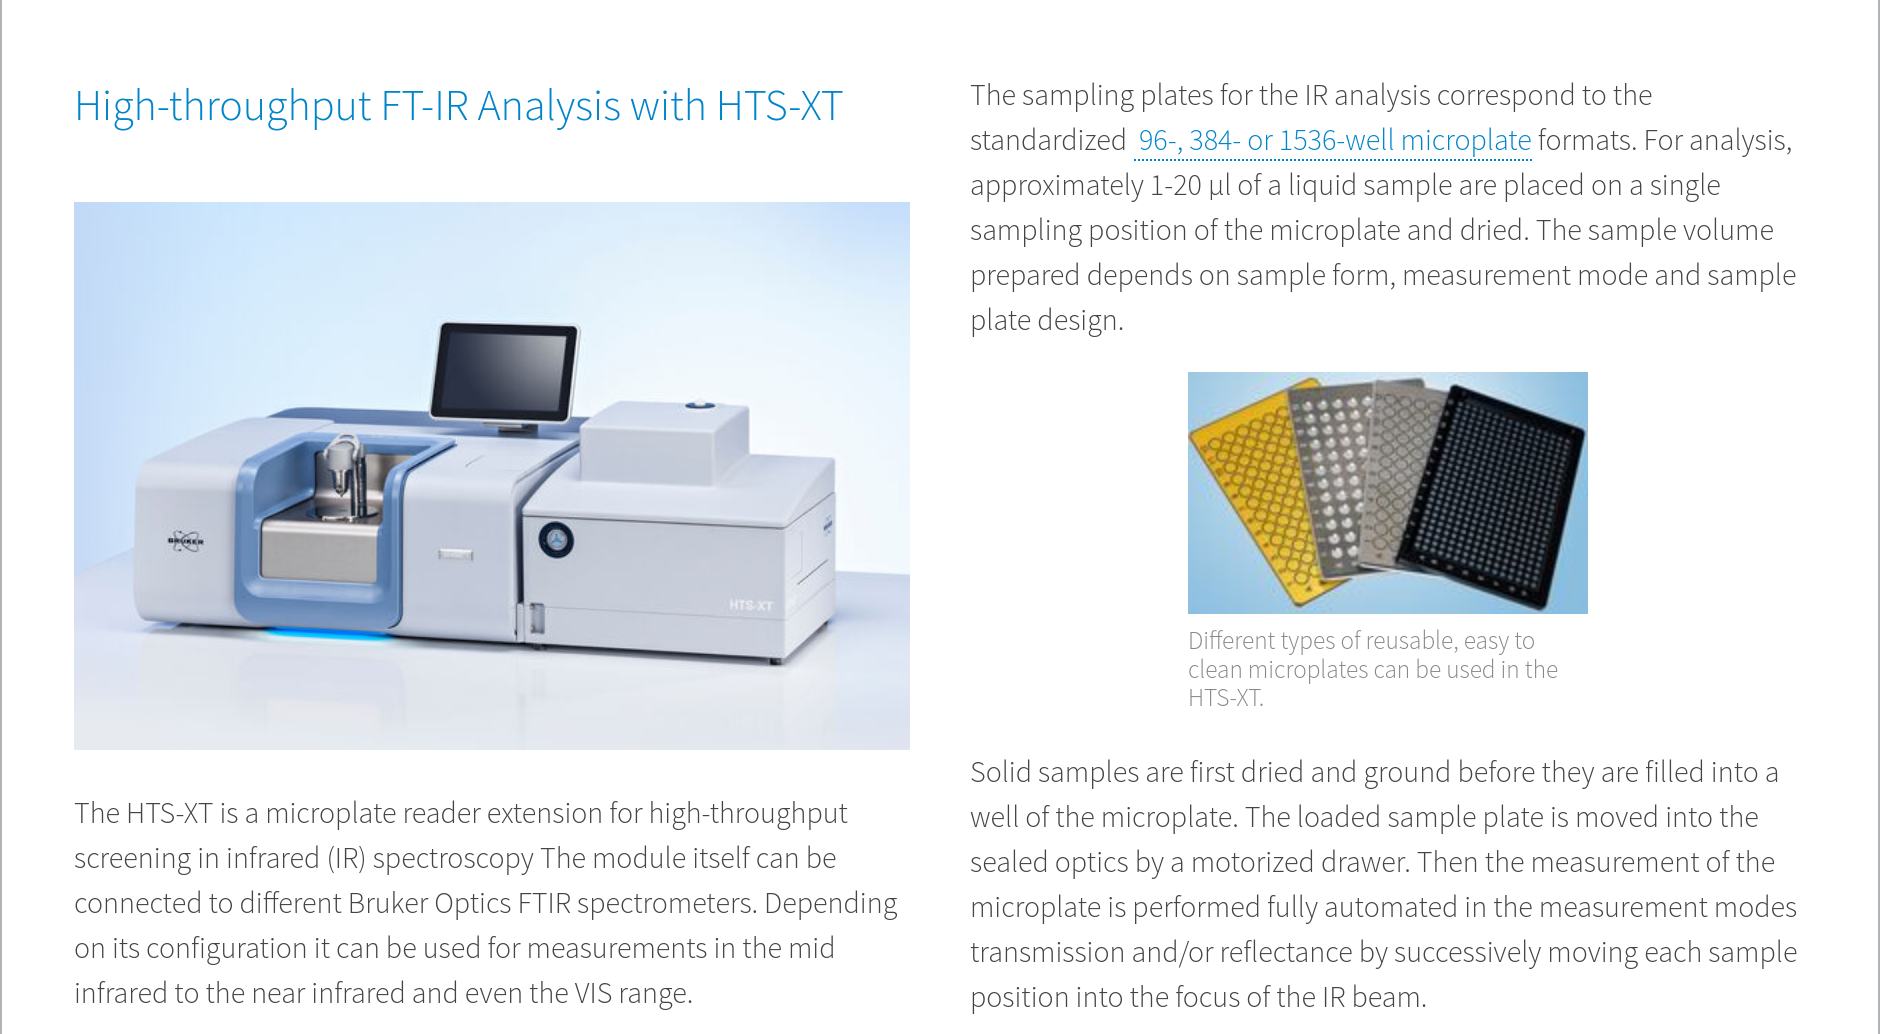 High-throughput FT-IR Analysis with HTS-XT
BRUKER
HTS-XT
The HTS-XT is a microplate reader extension for high-throughput
screening in infrared (IR) spectroscopy The module itself can be
connected to different Bruker Optics FTIR spectrometers. Depending
on its configuration it can be used for measurements in the mid
infrared to the near infrared and even the VIS range.
The sampling plates for the IR analysis correspond to the
standardized 96-, 384- or 1536-well microplate formats. For analysis,
approximately 1-20 µl of a liquid sample are placed on a single
sampling position of the microplate and dried. The sample volume
prepared depends on sample form, measurement mode and sample
plate design.
Different types of reusable, easy to
clean microplates can be used in the
HTS-XT.
Solid samples are first dried and ground before they are filled into a
well of the microplate. The loaded sample plate is moved into the
sealed optics by a motorized drawer. Then the measurement of the
microplate is performed fully automated in the measurement modes
transmission and/or reflectance by successively moving each sample
position into the focus of the IR beam.